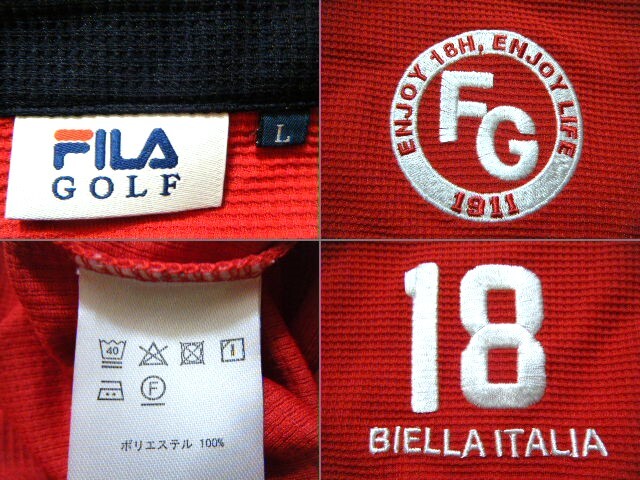 FILA
GOLF
L
ENJOY 18H, ENJOY LIFE
FG
1911
40
F
ポリエステル 100%
18
BIELLA ITALIA